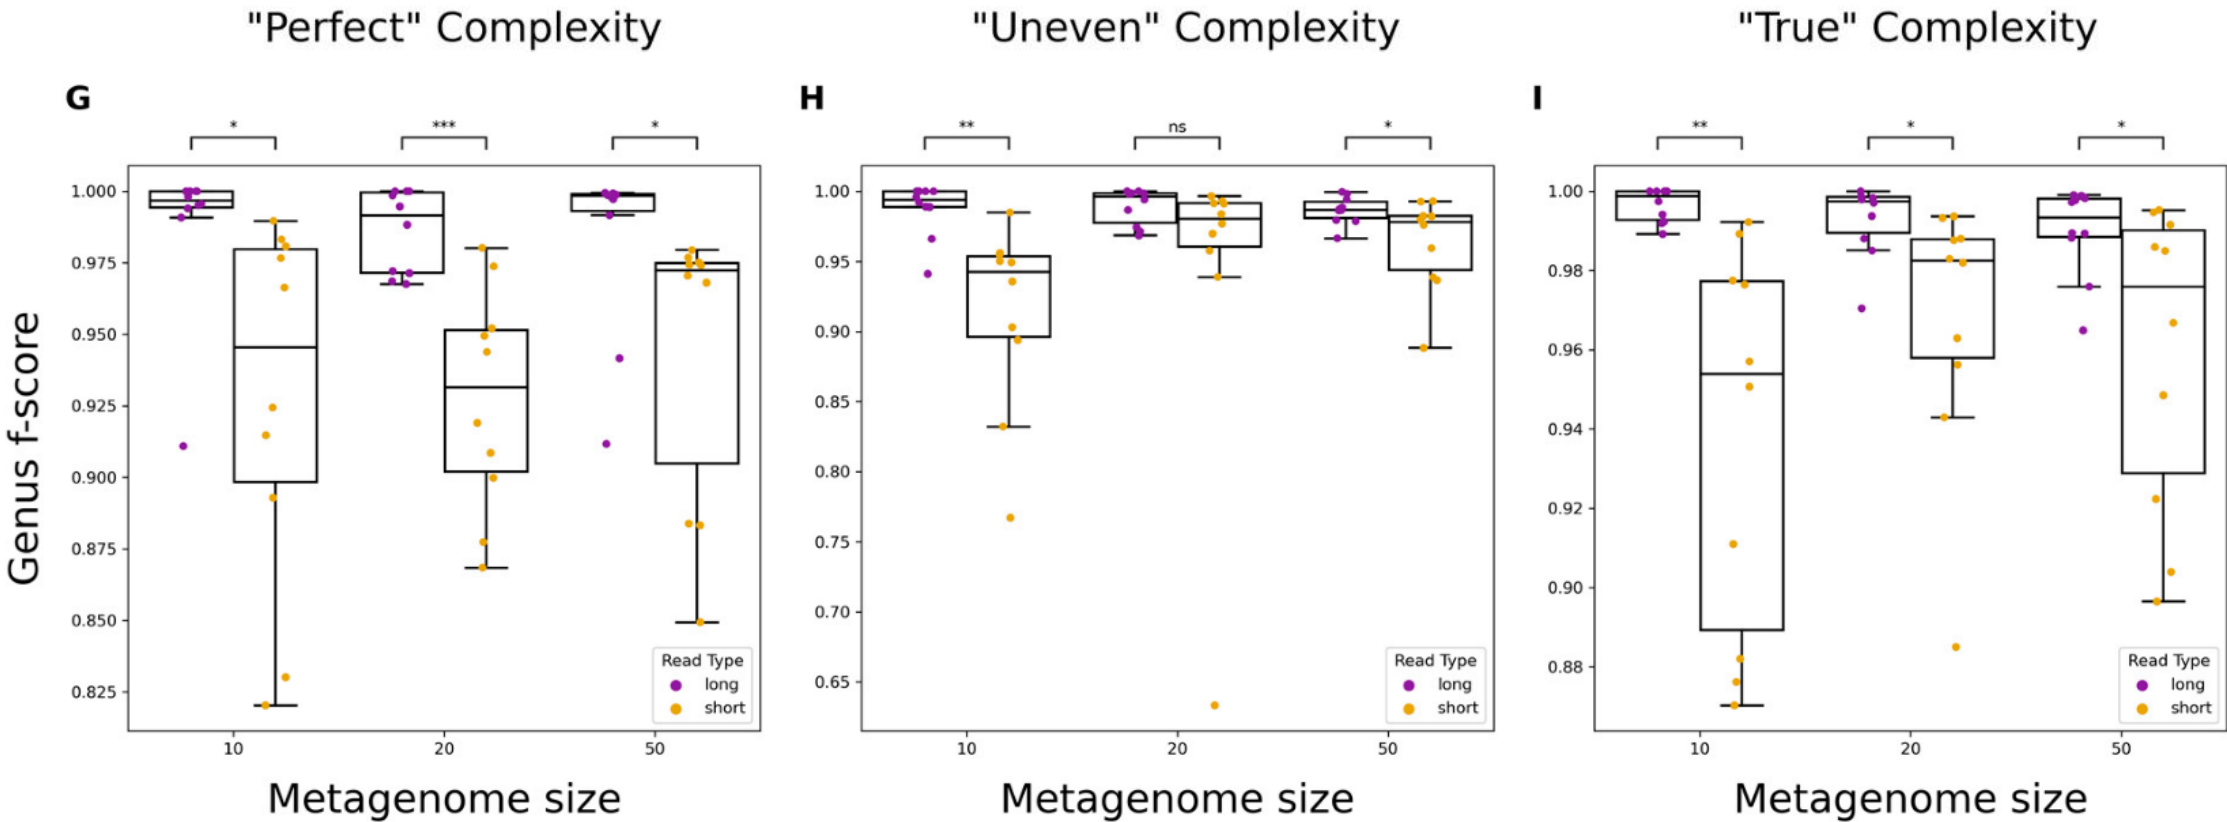 "Perfect" Complexity
"Uneven" Complexity
"True" Complexity
G
H
I
* *** *
** ns *
** * *
Genus f-score
1.000
0.975
0.950
0.925
0.900
0.875
0.850
0.825
Read Type
long
short
10 20 50
Metagenome size
1.00
0.95
0.90
0.85
0.80
0.75
0.70
0.65
Read Type
long
short
10 20 50
Metagenome size
1.00
0.98
0.96
0.94
0.92
0.90
0.88
Read Type
long
short
10 20 50
Metagenome size